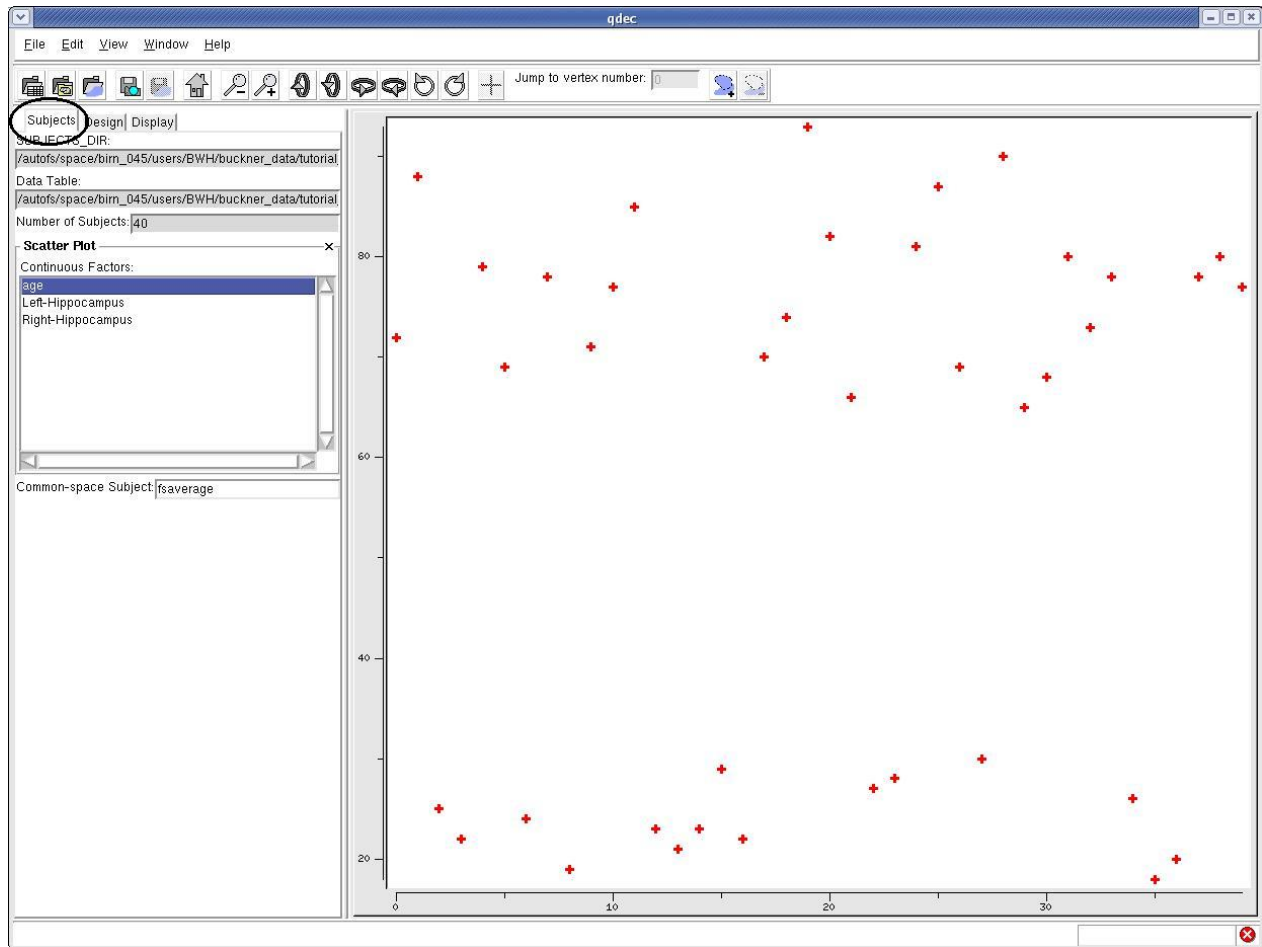 qdec
File Edit View Window Help
Jump to vertex number: 0
Subjects Design Display
SUBJECTS_DIR:
/autofs/space/birn_045/users/BWH/buckner_data/tutorial
Data Table:
/autofs/space/birn_045/users/BWH/buckner_data/tutorial
Number of Subjects: 40
Scatter Plot
Continuous Factors:
age
Left-Hippocampus
Right-Hippocampus
Common-space Subject: fsaverage
80
60
40
20
0 10 20 30